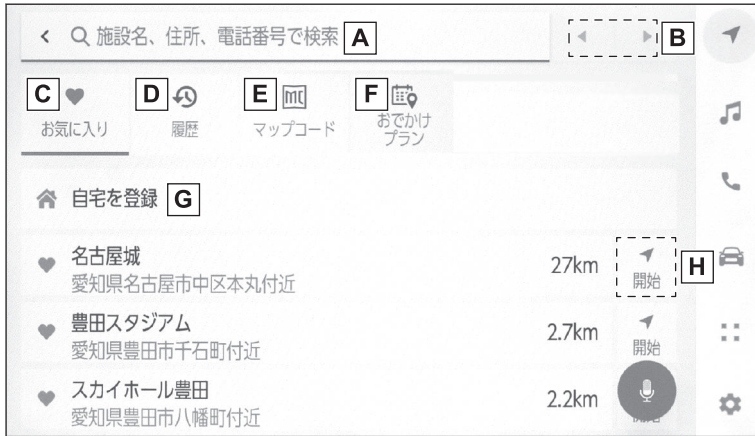 施設名、住所、電話番号で検索 A
B
C
お気に入り
D
履歴
E
マップコード
F
おでかけ
プラン
自宅を登録 G
名古屋城
愛知県名古屋市中区本丸付近
27km
開始
H
豊田スタジアム
愛知県豊田市千石町付近
2.7km
開始
スカイホール豊田
愛知県豊田市八幡町付近
2.2km